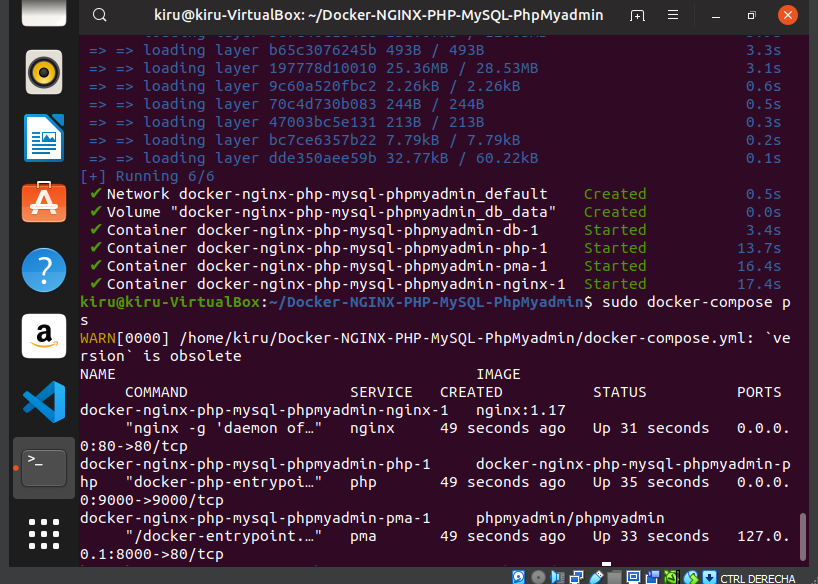 kiru@kiru-VirtualBox: ~/Docker-NGINX-PHP-MySQL-PhpMyadmin
=> => loading layer b65c3076245b 493B / 493B 3.3s
=> => loading layer 197778d10010 25.36MB / 28.53MB 3.1s
=> => loading layer 9c60a520fbc2 2.26kB / 2.26kB 0.6s
=> => loading layer 70c4d730b083 244B / 244B 0.5s
=> => loading layer 47003bc5e131 213B / 213B 0.3s
=> => loading layer bc7ce6357b22 7.79kB / 7.79kB 0.2s
=> => loading layer dde350aee59b 32.77kB / 60.22kB 0.1s
[+] Running 6/6
✔ Network docker-nginx-php-mysql-phpmyadmin_default Created 0.5s
✔ Volume "docker-nginx-php-mysql-phpmyadmin_db_data" Created 0.0s
✔ Container docker-nginx-php-mysql-phpmyadmin-db-1 Started 3.4s
✔ Container docker-nginx-php-mysql-phpmyadmin-php-1 Started 13.7s
✔ Container docker-nginx-php-mysql-phpmyadmin-pma-1 Started 16.4s
✔ Container docker-nginx-php-mysql-phpmyadmin-nginx-1 Started 17.4s
kiru@kiru-VirtualBox:~/Docker-NGINX-PHP-MySQL-PhpMyadmin$ sudo docker-compose p
s
WARN[0000] /home/kiru/Docker-NGINX-PHP-MySQL-PhpMyadmin/docker-compose.yml: `ve
rsion` is obsolete
NAME IMAGE
COMMAND SERVICE CREATED STATUS PORTS
docker-nginx-php-mysql-phpmyadmin-nginx-1 nginx:1.17
"nginx -g 'daemon of…" nginx 49 seconds ago Up 31 seconds 0.0.0.
0:80->80/tcp
docker-nginx-php-mysql-phpmyadmin-php-1 docker-nginx-php-mysql-phpmyadmin-p
hp "docker-php-entrypoi…" php 49 seconds ago Up 35 seconds 0.0.0.
0:9000->9000/tcp
docker-nginx-php-mysql-phpmyadmin-pma-1 phpmyadmin/phpmyadmin
"/docker-entrypoint.…" pma 49 seconds ago Up 33 seconds 127.0.
0.1:8000->80/tcp
CTRL DERECHA